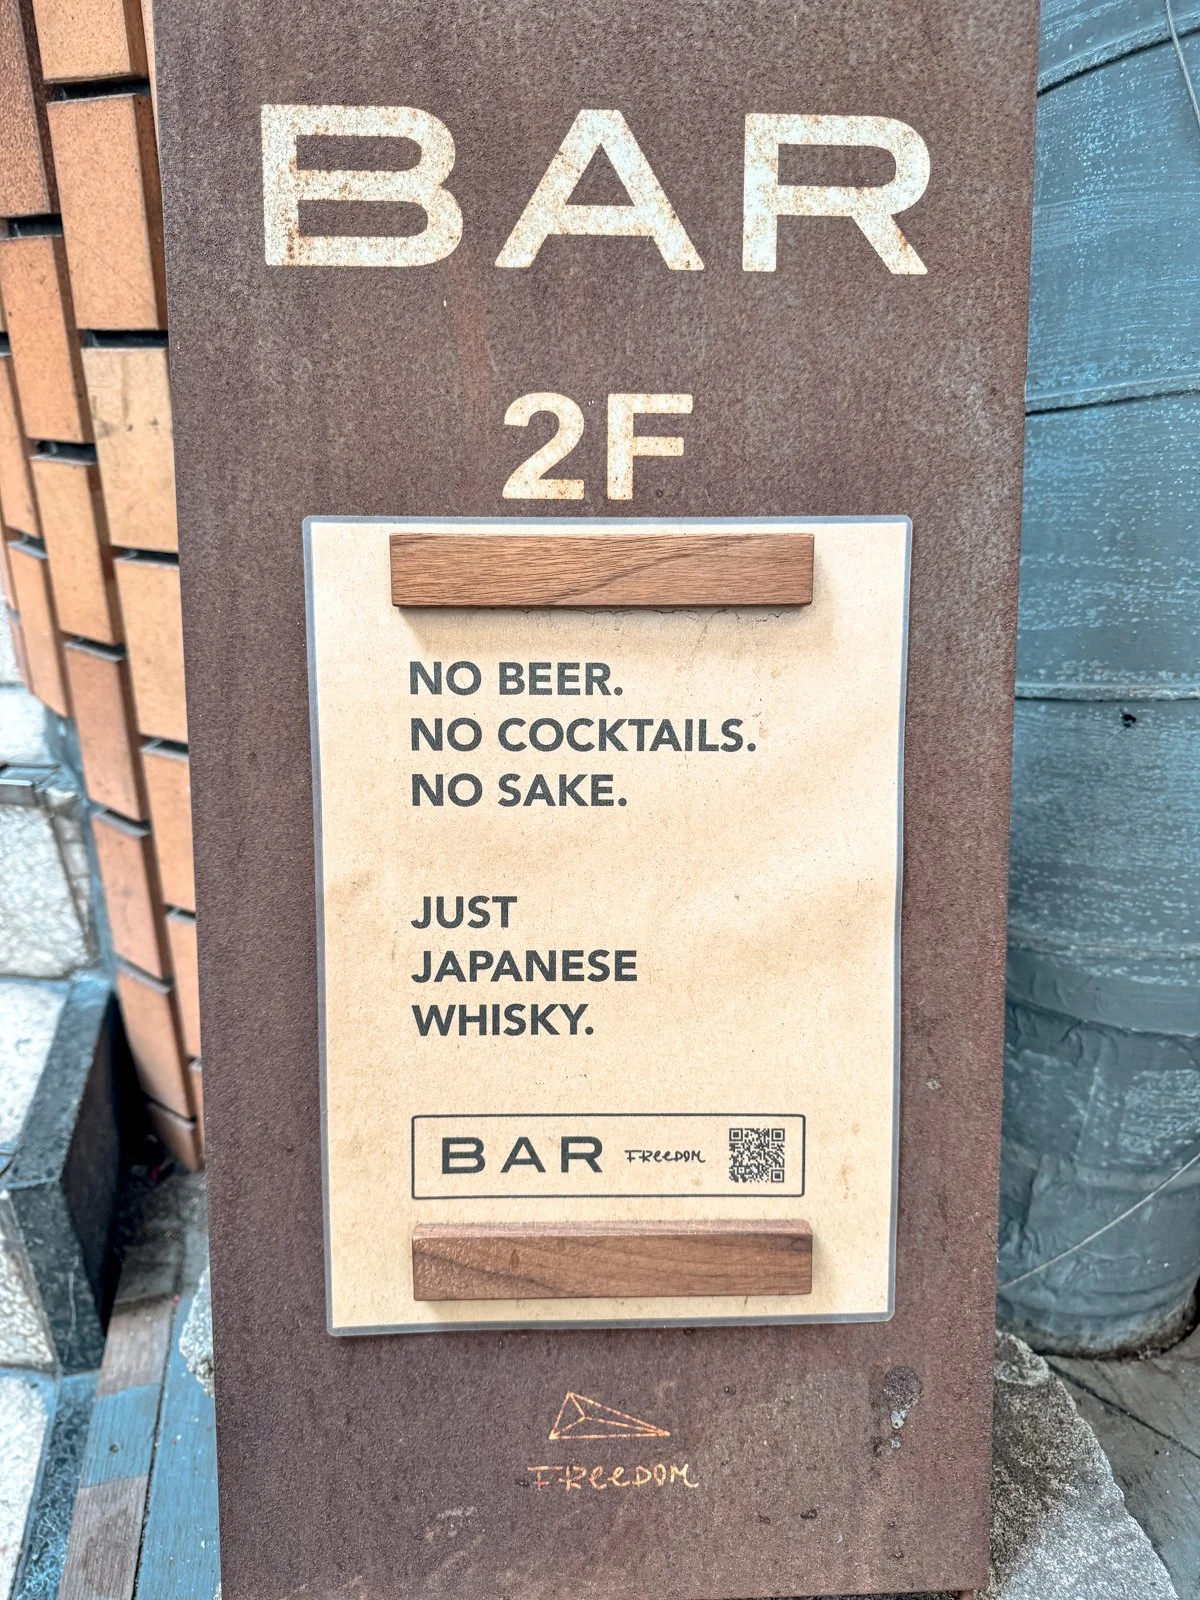 BAR
2F
NO BEER.
NO COCKTAILS.
NO SAKE.
JUST
JAPANESE
WHISKY.
BAR FREEDOM
FREEDOM